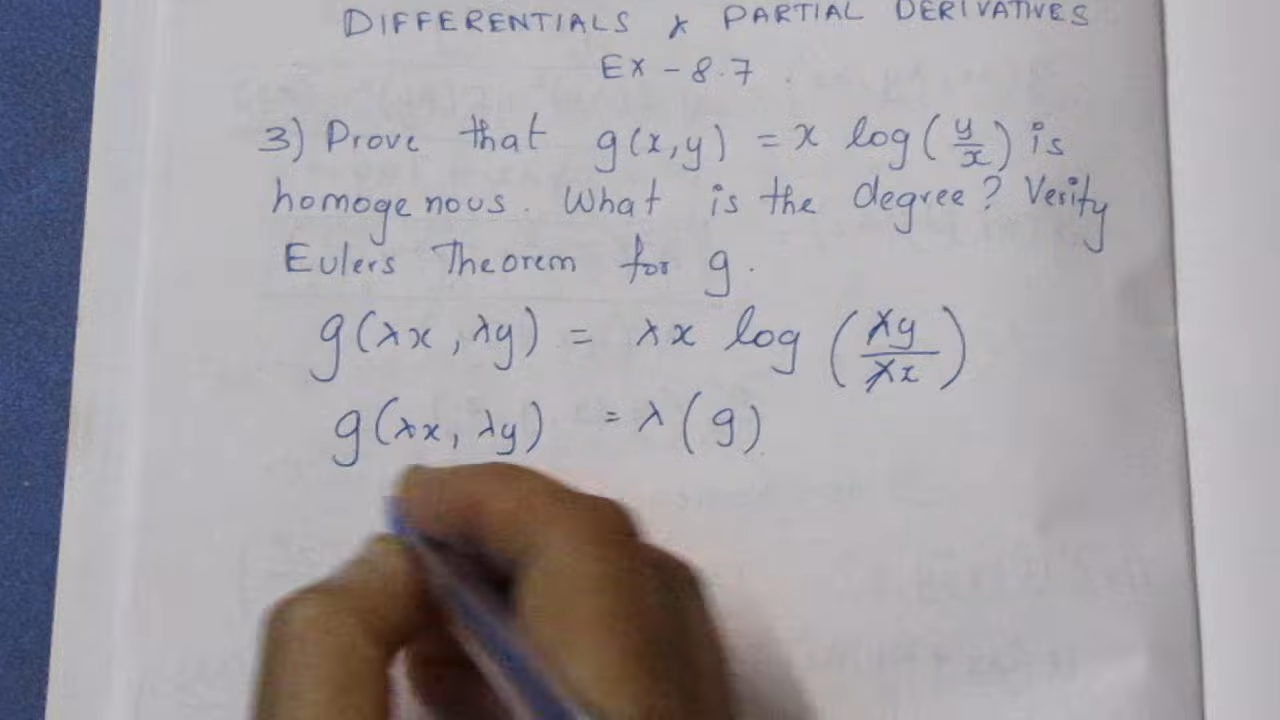 DIFFERENTIALS & PARTIAL DERIVATIVES
Ex - 8.7
3) Prove that g(x,y) = x log(y/x) is
homogenous. What is the degree? Verify
Eulers Theorem for g.
g(λx, λy) = λx log (λy/λx)
g(λx, λy) = λ(g)